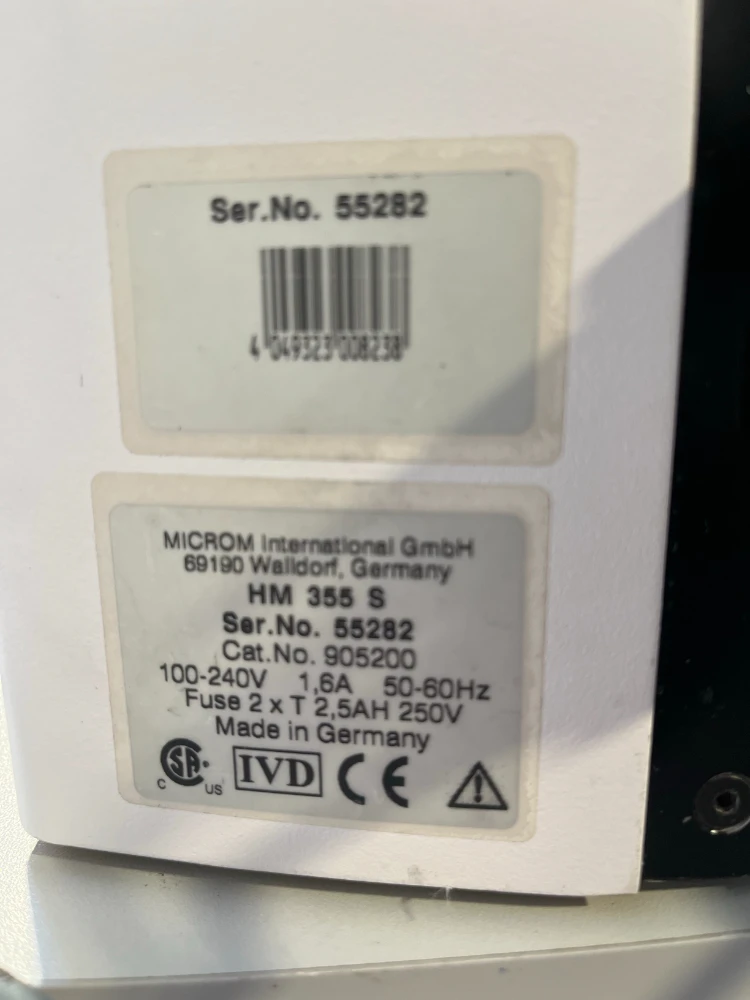 Ser.No. 55282
4 049323 008238
MICROM International GmbH
69190 Walldorf, Germany
HM 355 S
Ser.No. 55282
Cat.No. 905200
100-240V 1,6A 50-60Hz
Fuse 2 x T 2,5AH 250V
Made in Germany
C SA US IVD CE